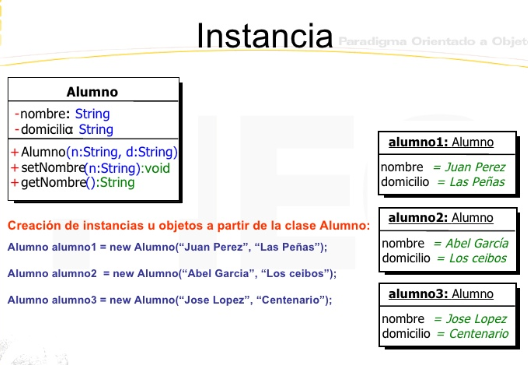 Instancia
Paradigma Orientado a Objet
Alumno
-nombre: String
-domicilio: String
+Alumno(n:String, d:String)
+setNombre(n:String):void
+getNombre():String
Creación de instancias u objetos a partir de la clase Alumno:
Alumno alumno1 = new Alumno(“Juan Perez”, “Las Peñas”);
Alumno alumno2  = new Alumno(“Abel Garcia”, “Los ceibos”);
Alumno alumno3 = new Alumno(“Jose Lopez”, “Centenario”);
alumno1: Alumno
nombre = Juan Perez
domicilio = Las Peñas
alumno2: Alumno
nombre = Abel García
domicilio = Los ceibos
alumno3: Alumno
nombre = Jose Lopez
domicilio = Centenario